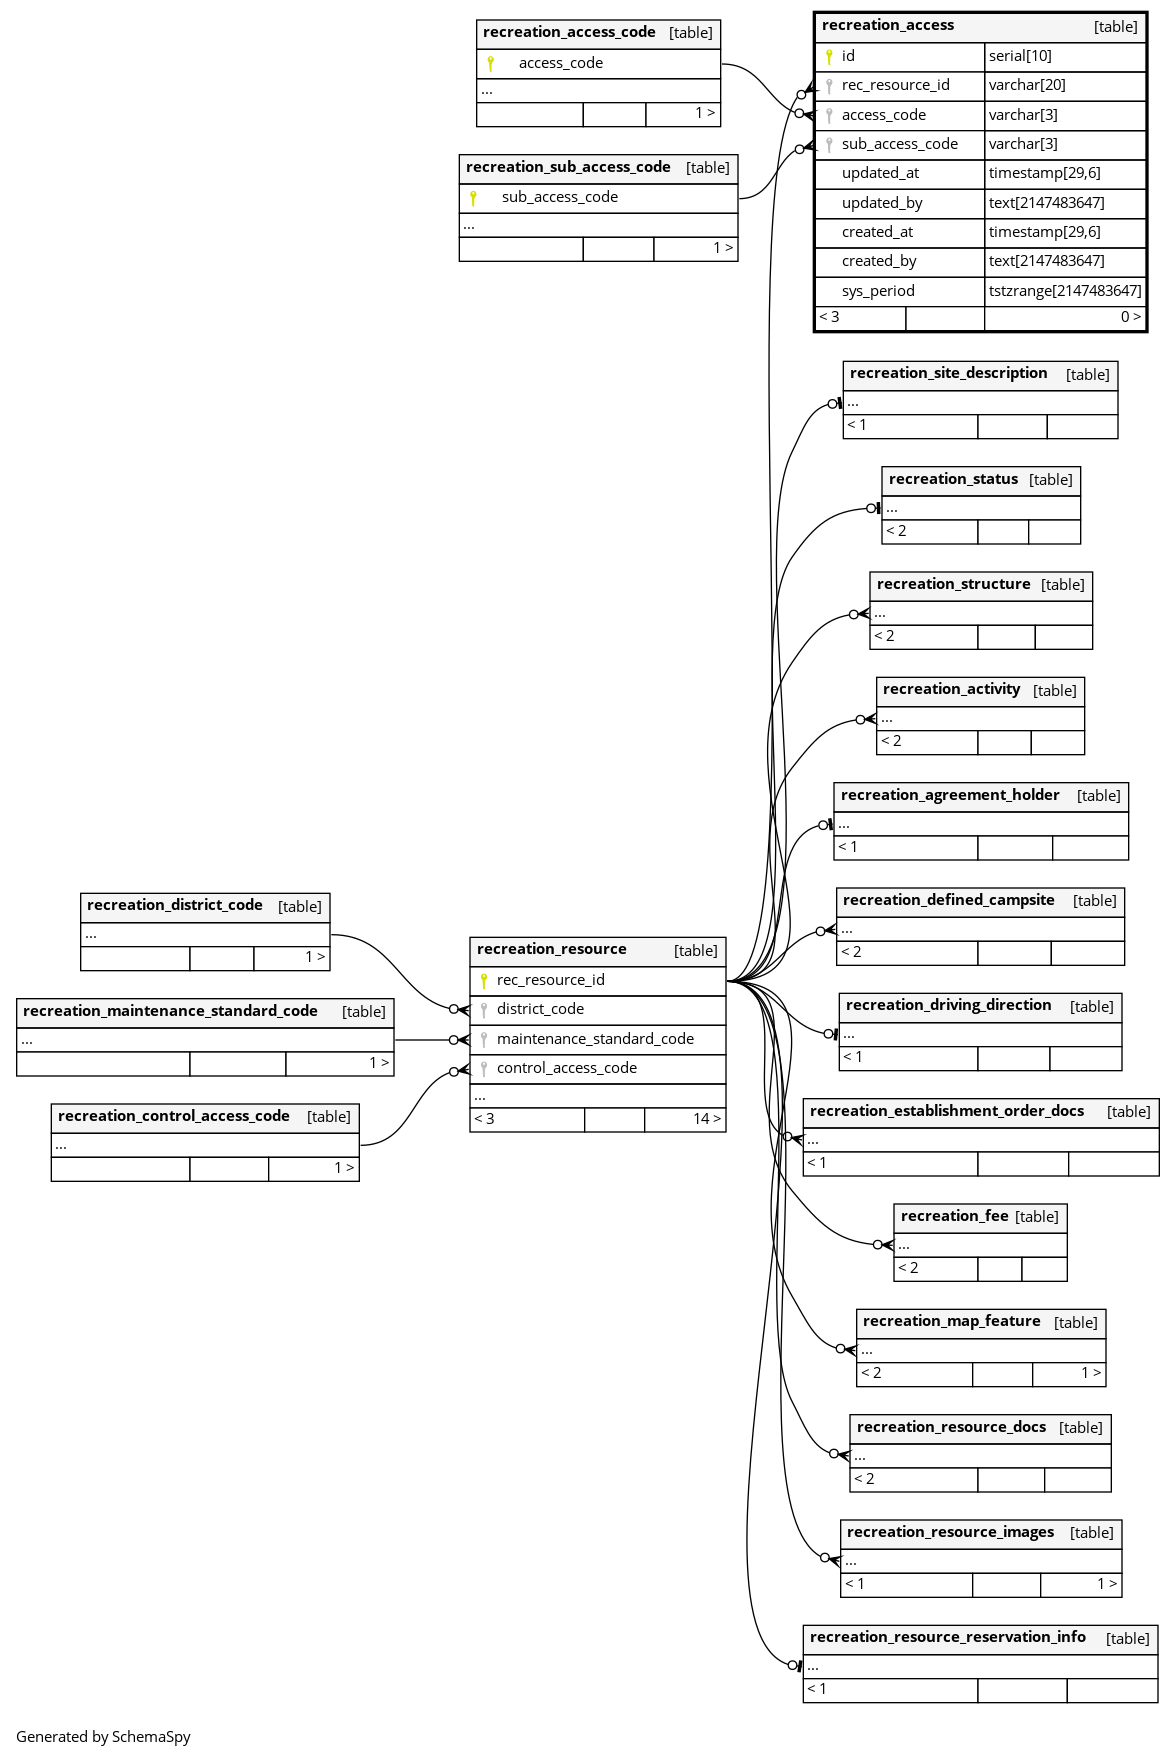 recreation_access_code [table]
access_code
...
1 >
recreation_sub_access_code [table]
sub_access_code
...
1 >
recreation_access [table]
id serial[10]
rec_resource_id varchar[20]
access_code varchar[3]
sub_access_code varchar[3]
updated_at timestamp[29,6]
updated_by text[2147483647]
created_at timestamp[29,6]
created_by text[2147483647]
sys_period tstzrange[2147483647]
< 3 0 >
recreation_site_description [table]
...
< 1
recreation_status [table]
...
< 2
recreation_structure [table]
...
< 2
recreation_activity [table]
...
< 2
recreation_agreement_holder [table]
...
< 1
recreation_district_code [table]
...
1 >
recreation_maintenance_standard_code [table]
...
1 >
recreation_control_access_code [table]
...
1 >
recreation_resource [table]
rec_resource_id
district_code
maintenance_standard_code
control_access_code
...
< 3 14 >
recreation_defined_campsite [table]
...
< 2
recreation_driving_direction [table]
...
< 1
recreation_establishment_order_docs [table]
...
< 1
recreation_fee [table]
...
< 2
recreation_map_feature [table]
...
< 2 1 >
recreation_resource_docs [table]
...
< 2
recreation_resource_images [table]
...
< 1 1 >
recreation_resource_reservation_info [table]
...
< 1
Generated by SchemaSpy